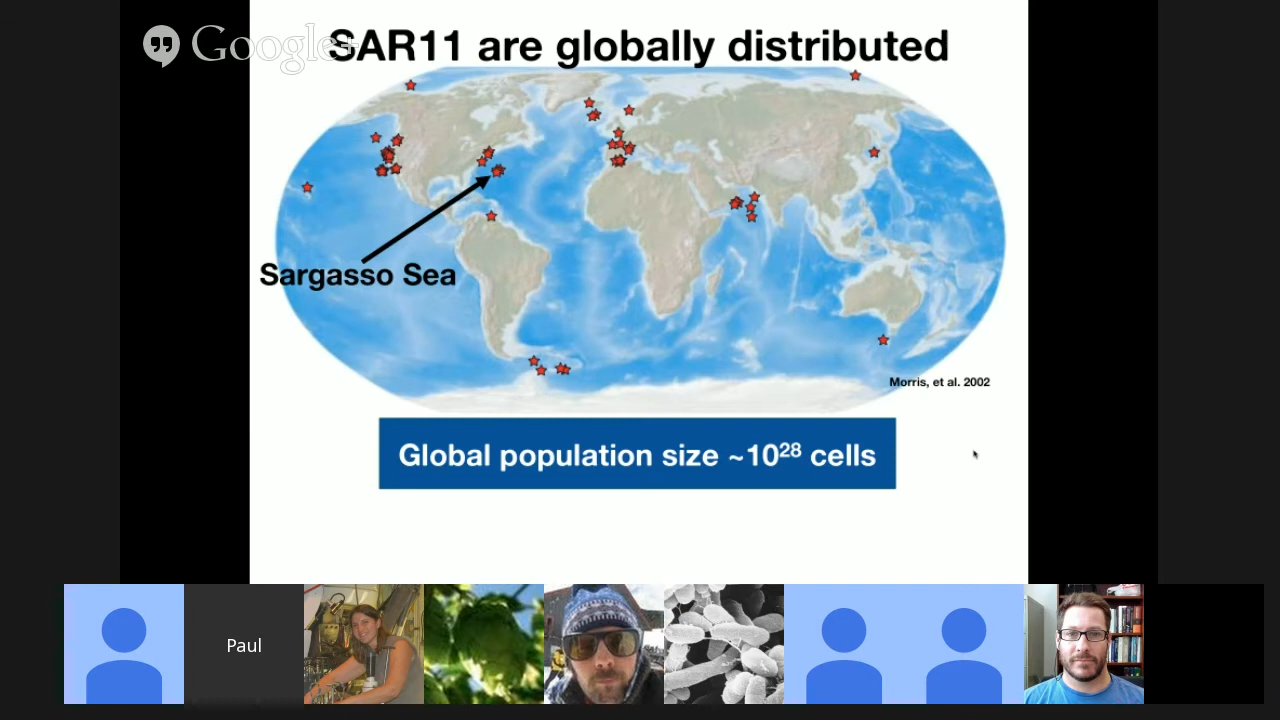 Google+
SAR11 are globally distributed
Sargasso Sea
Morris, et al. 2002
Global population size ~10²⁸ cells
Paul